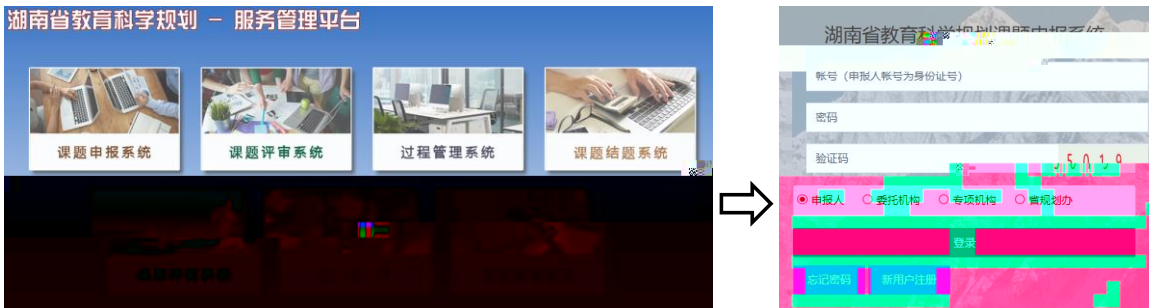 湖南省教育科学规划 - 服务管理平台
课题申报系统
课题评审系统
过程管理系统
课题结题系统
湖南省教育科学规划课题申报系统
帐号（申报人帐号为身份证号）
密码
验证码
5 0 1 9
申报人 委托机构 专项机构 省规划办
登录
忘记密码 新用户注册